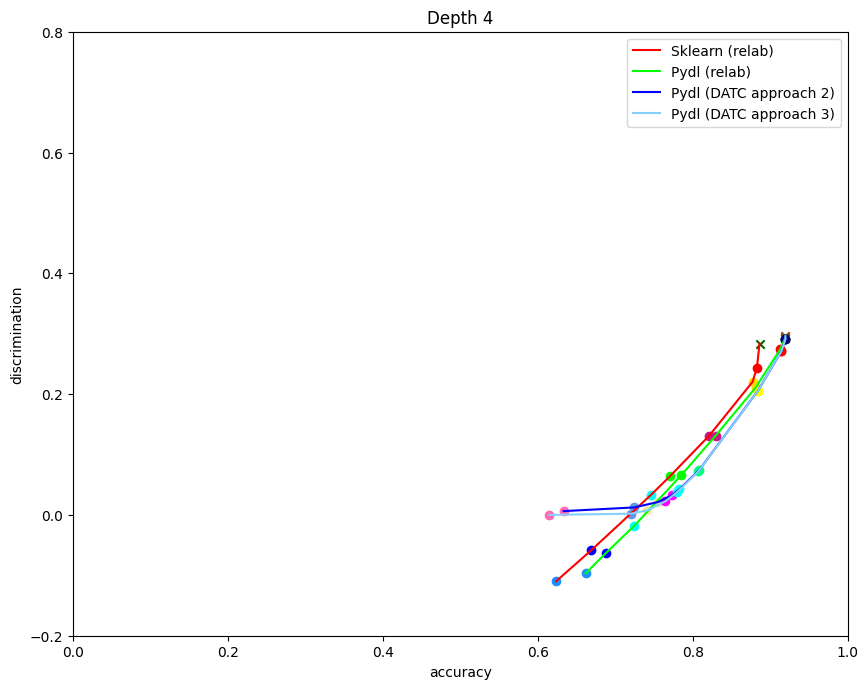 Depth 4
Sklearn (relab)
Pydl (relab)
Pydl (DATC approach 2)
Pydl (DATC approach 3)
0.8
0.6
0.4
0.2
0.0
−0.2
discrimination
0.0 0.2 0.4 0.6 0.8 1.0
accuracy